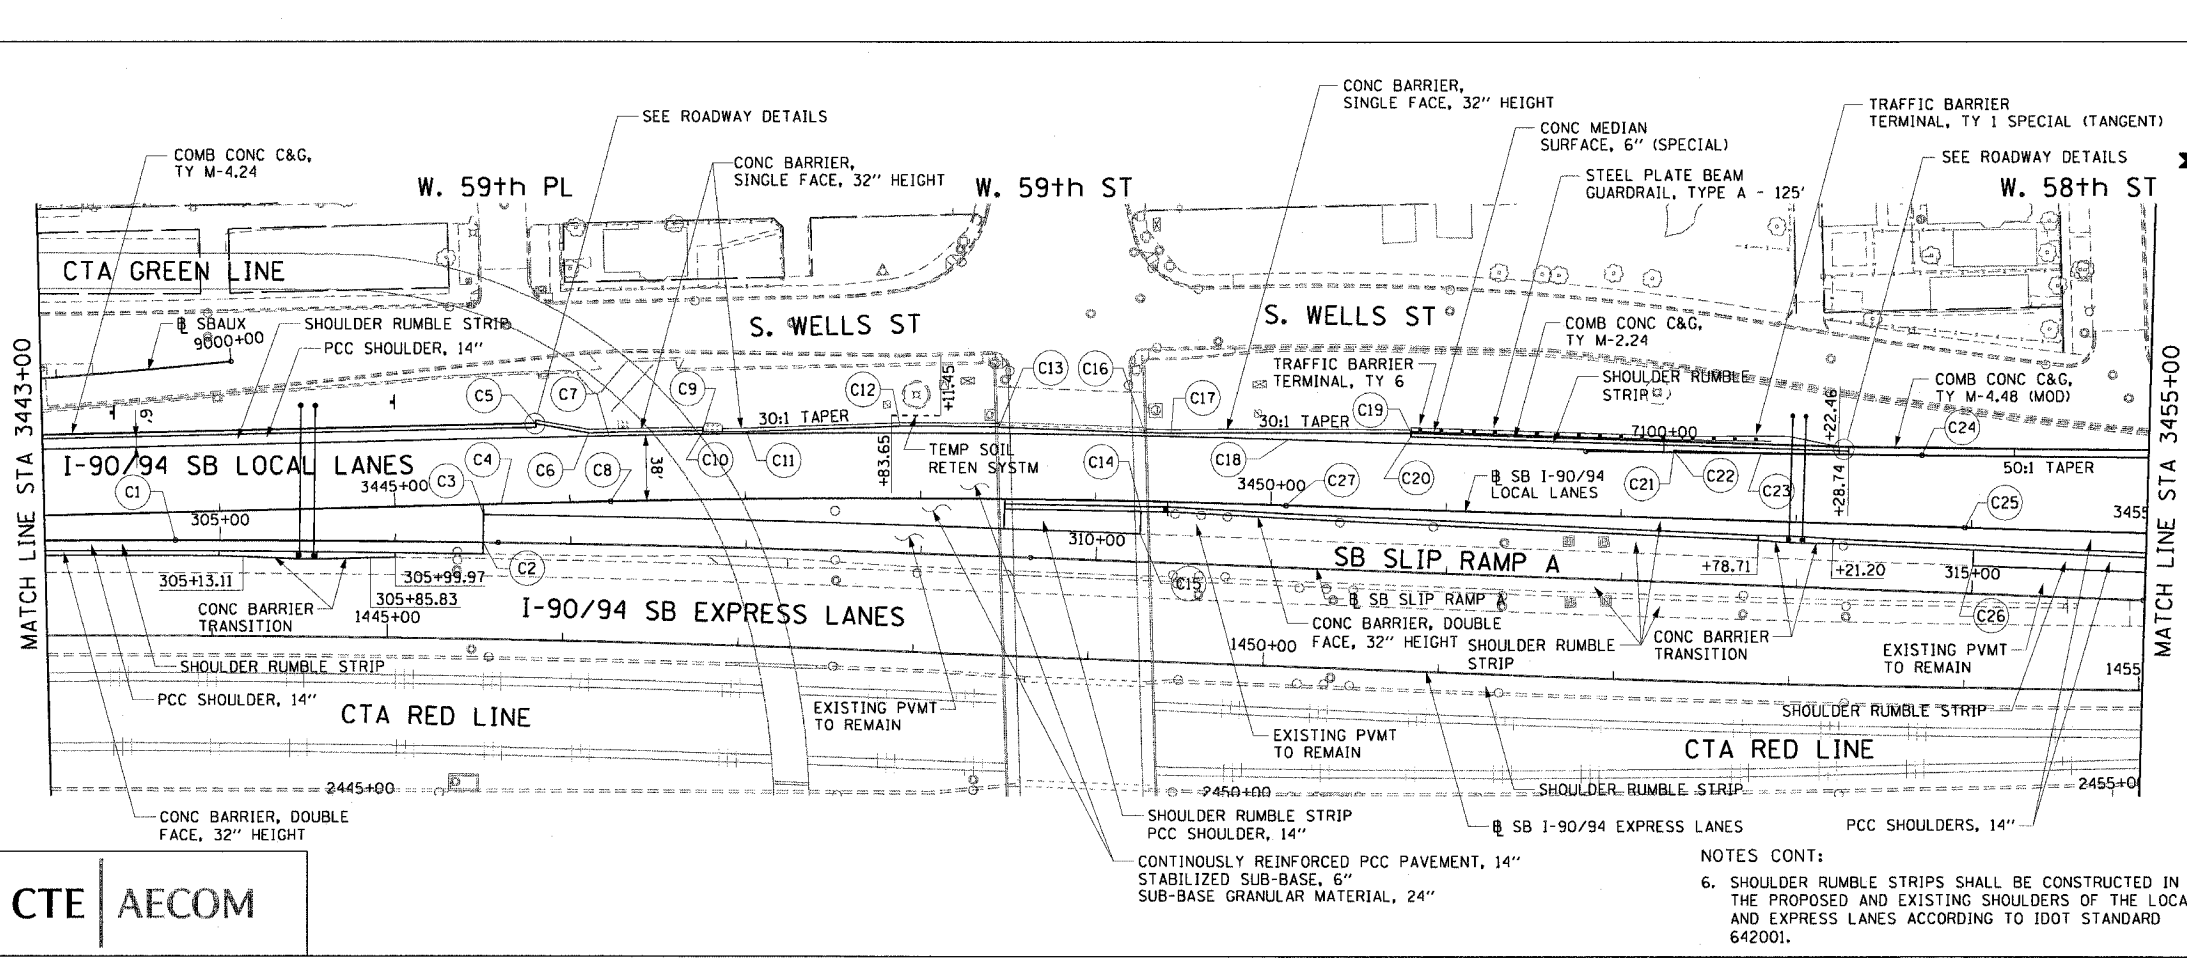 CONC BARRIER,
SINGLE FACE, 32" HEIGHT
SEE ROADWAY DETAILS
TRAFFIC BARRIER
TERMINAL, TY 1 SPECIAL (TANGENT)
CONC MEDIAN
SURFACE, 6" (SPECIAL)
COMB CONC C&G,
TY M-4.24
CONC BARRIER,
SINGLE FACE, 32" HEIGHT
SEE ROADWAY DETAILS
STEEL PLATE BEAM
GUARDRAIL, TYPE A - 125'
W. 59th PL
W. 59th ST
W. 58th ST
CTA GREEN LINE
℄ SBAUX
9600+00
SHOULDER RUMBLE STRIP
PCC SHOULDER, 14"
S. WELLS ST
S. WELLS ST
COMB CONC C&G,
TY M-2.24
MATCH LINE STA 3443+00
MATCH LINE STA 3455+00
TRAFFIC BARRIER
TERMINAL, TY 6
SHOULDER RUMBLE
STRIP
COMB CONC C&G,
TY M-4.48 (MOD)
C5
C7
C9
C12
+11.45
C13
C16
C17
C19
+22.46
C24
6'
30:1 TAPER
30:1 TAPER
7100+00
50:1 TAPER
I-90/94 SB LOCAL LANES
C1
3445+00
C3
C4
C6
C8
38'
C10
C11
+83.65
TEMP SOIL
RETEN SYSTM
C14
C18
3450+00
C27
C20
℄ SB I-90/94
LOCAL LANES
C21
C22
C23
+28.74
C25
3455
305+00
C2
310+00
SB SLIP RAMP A
+78.71
+21.20
315+00
305+13.11
305+99.97
305+85.83
C15
℄ SB SLIP RAMP A
C26
CONC BARRIER
TRANSITION
1445+00
I-90/94 SB EXPRESS LANES
CONC BARRIER, DOUBLE
FACE, 32" HEIGHT
1450+00
SHOULDER RUMBLE
STRIP
CONC BARRIER
TRANSITION
EXISTING PVMT
TO REMAIN
SHOULDER RUMBLE STRIP
PCC SHOULDER, 14"
1455
CTA RED LINE
EXISTING PVMT
TO REMAIN
EXISTING PVMT
TO REMAIN
SHOULDER RUMBLE STRIP
CTA RED LINE
2445+00
2450+00
SHOULDER RUMBLE STRIP
2455+00
CONC BARRIER, DOUBLE
FACE, 32" HEIGHT
SHOULDER RUMBLE STRIP
PCC SHOULDER, 14"
℄ SB I-90/94 EXPRESS LANES
PCC SHOULDERS, 14"
CONTINOUSLY REINFORCED PCC PAVEMENT, 14"
STABILIZED SUB-BASE, 6"
SUB-BASE GRANULAR MATERIAL, 24"
NOTES CONT:
6. SHOULDER RUMBLE STRIPS SHALL BE CONSTRUCTED IN
THE PROPOSED AND EXISTING SHOULDERS OF THE LOCA
AND EXPRESS LANES ACCORDING TO IDOT STANDARD
642001.
CTE | AECOM